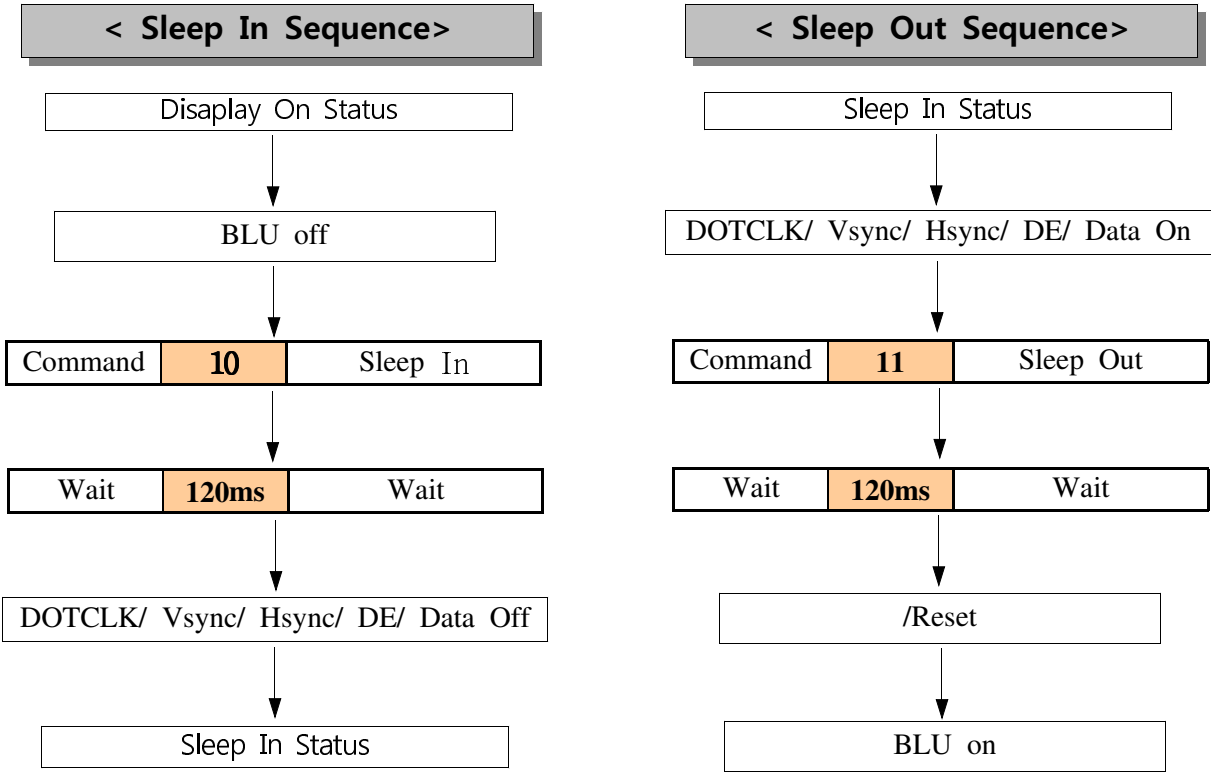 < Sleep In Sequence>
Disaplay On Status
BLU off
Command 10 Sleep In
Wait 120ms Wait
DOTCLK/ Vsync/ Hsync/ DE/ Data Off
Sleep In Status
< Sleep Out Sequence>
Sleep In Status
DOTCLK/ Vsync/ Hsync/ DE/ Data On
Command 11 Sleep Out
Wait 120ms Wait
/Reset
BLU on